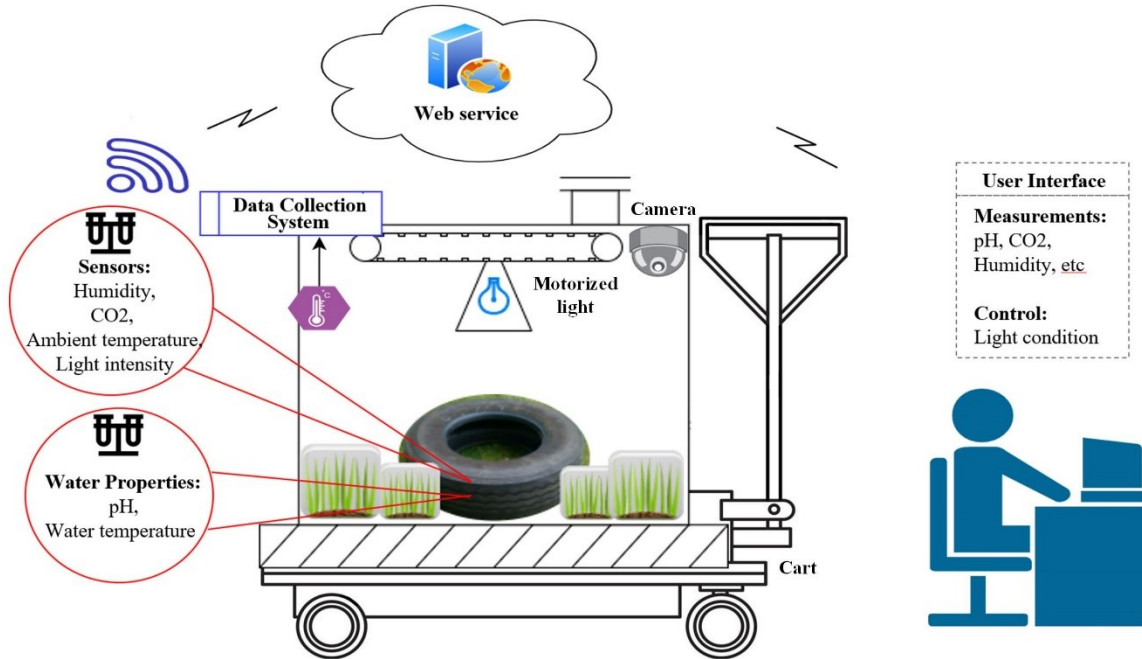 Web service
Data Collection
System
Camera
Motorized
light
°C
Sensors:
Humidity,
CO2,
Ambient temperature,
Light intensity
Water Properties:
pH,
Water temperature
Cart
User Interface
Measurements:
pH, CO2,
Humidity, etc
Control:
Light condition